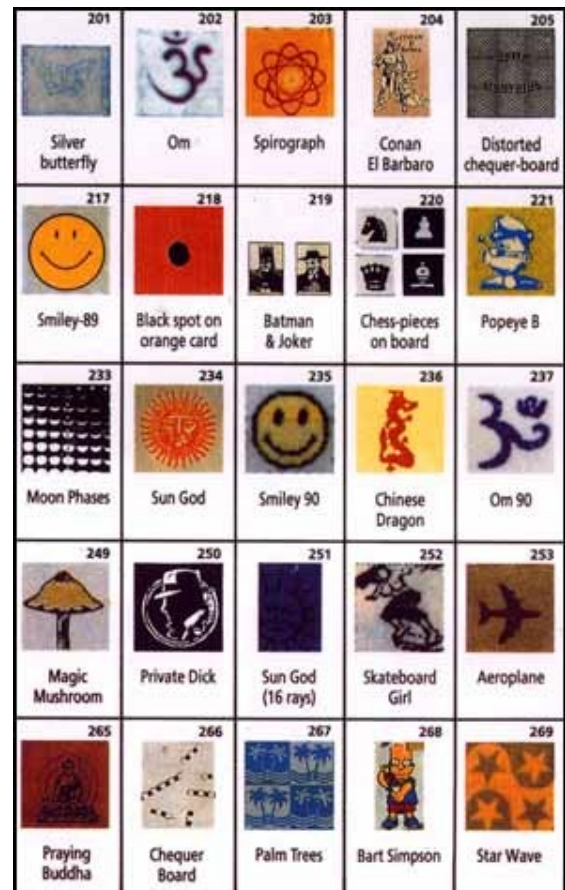 201
202
203
204
205
Silver
butterfly
Om
Spirograph
Conan
El Barbaro
Distorted
chequer-board
217
218
219
220
221
Smiley-89
Black spot on
orange card
Batman
& Joker
Chess-pieces
on board
Popeye B
233
234
235
236
237
Moon Phases
Sun God
Smiley 90
Chinese
Dragon
Om 90
249
250
251
252
253
Magic
Mushroom
Private Dick
Sun God
(16 rays)
Skateboard
Girl
Aeroplane
265
266
267
268
269
Praying
Buddha
Chequer
Board
Palm Trees
Bart Simpson
Star Wave